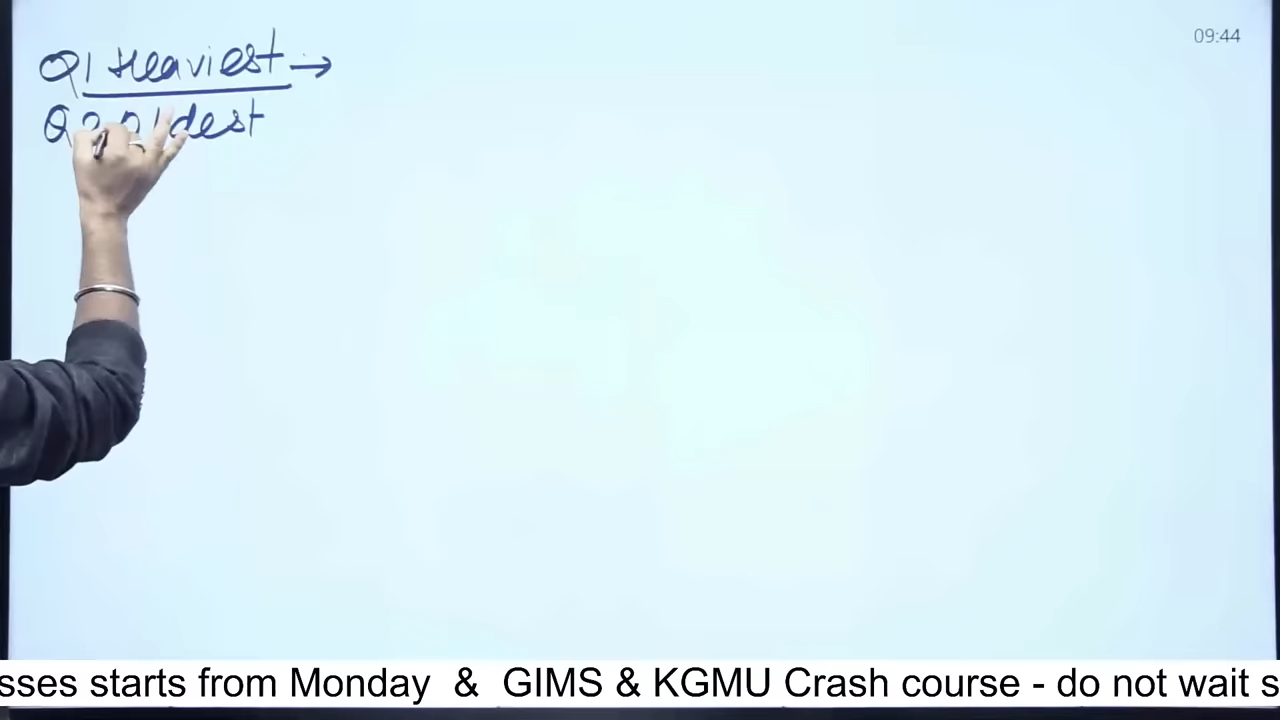 09:44
Q1 Heaviest →
Q2 Oldest
sses starts from Monday & GIMS & KGMU Crash course - do not wait s